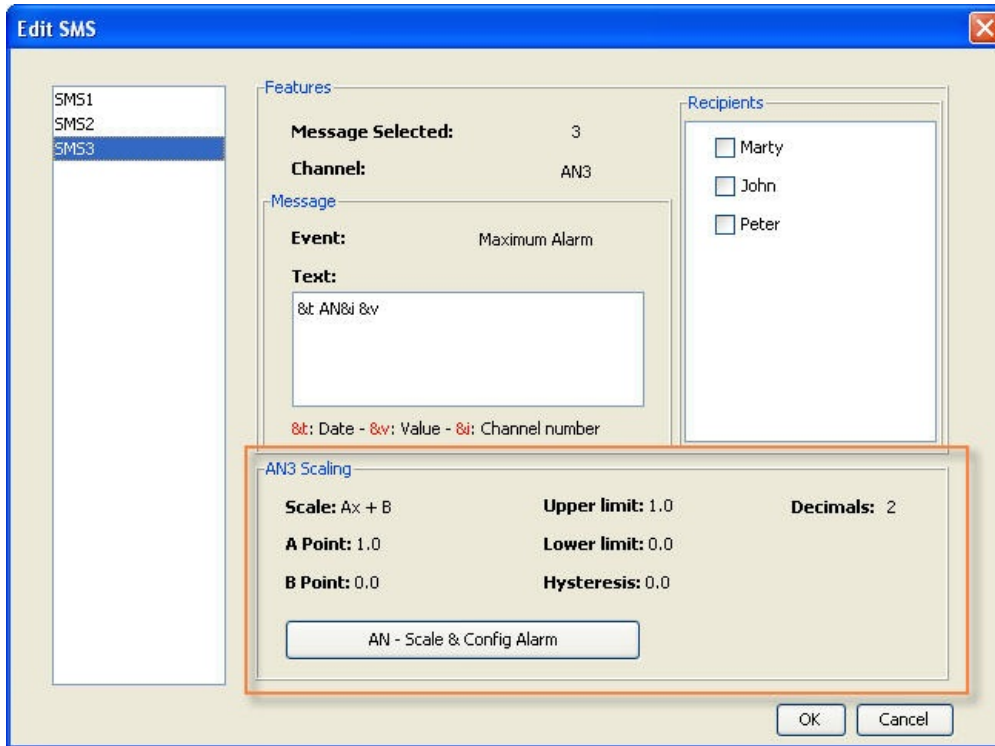 Edit SMS
SMS1
SMS2
SMS3
Features
Message Selected: 3
Channel: AN3
Message
Event: Maximum Alarm
Text:
&t AN&i &v
&t: Date - &v: Value - &i: Channel number
Recipients
Marty
John
Peter
AN3 Scaling
Scale: Ax + B Upper limit: 1.0 Decimals: 2
A Point: 1.0 Lower limit: 0.0
B Point: 0.0 Hysteresis: 0.0
AN - Scale & Config Alarm
OK Cancel